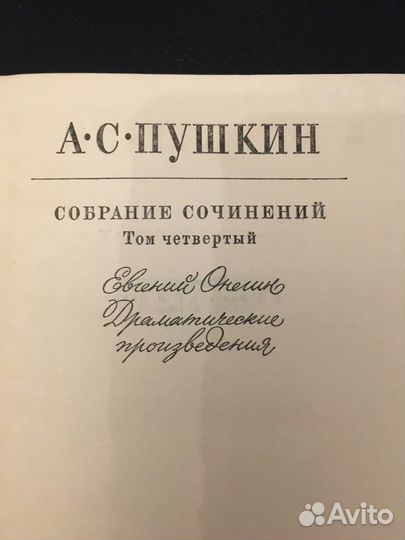 А·С·ПУШКИН
СОБРАНИЕ СОЧИНЕНИЙ
Том четвертый
Евгений Онегин
Драматические
произведения
Avito